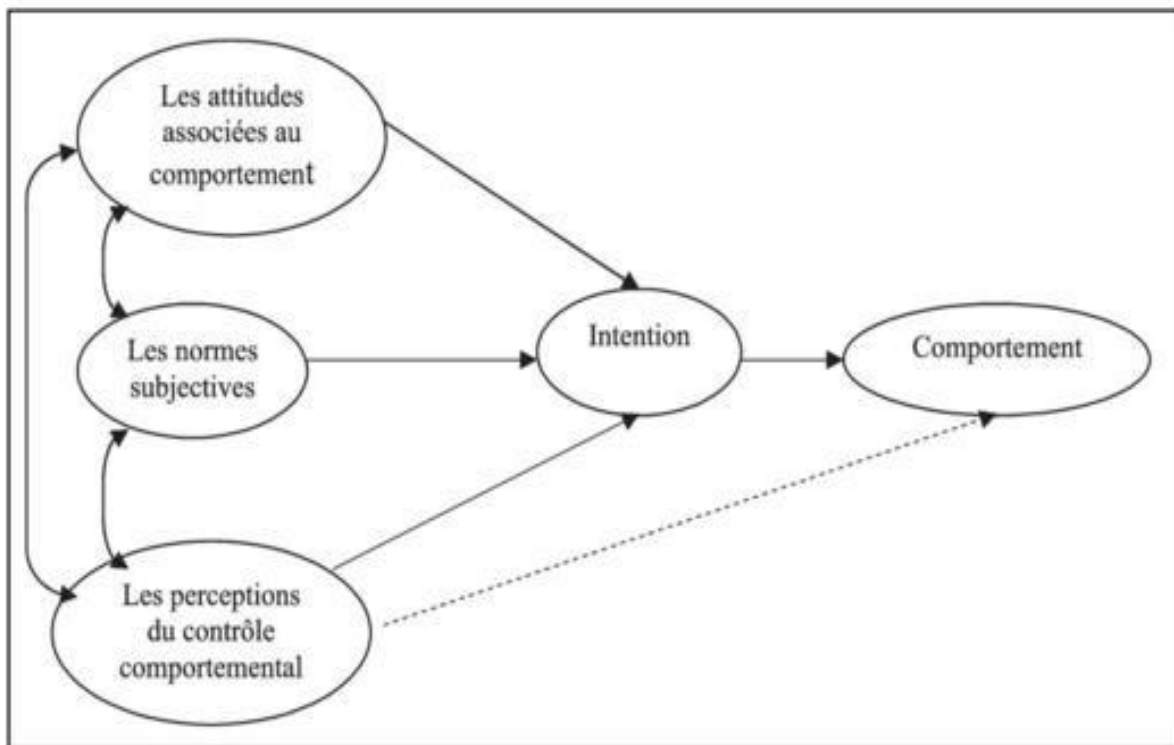 Les attitudes
associées au
comportement
Les normes
subjectives
Les perceptions
du contrôle
comportemental
Intention
Comportement